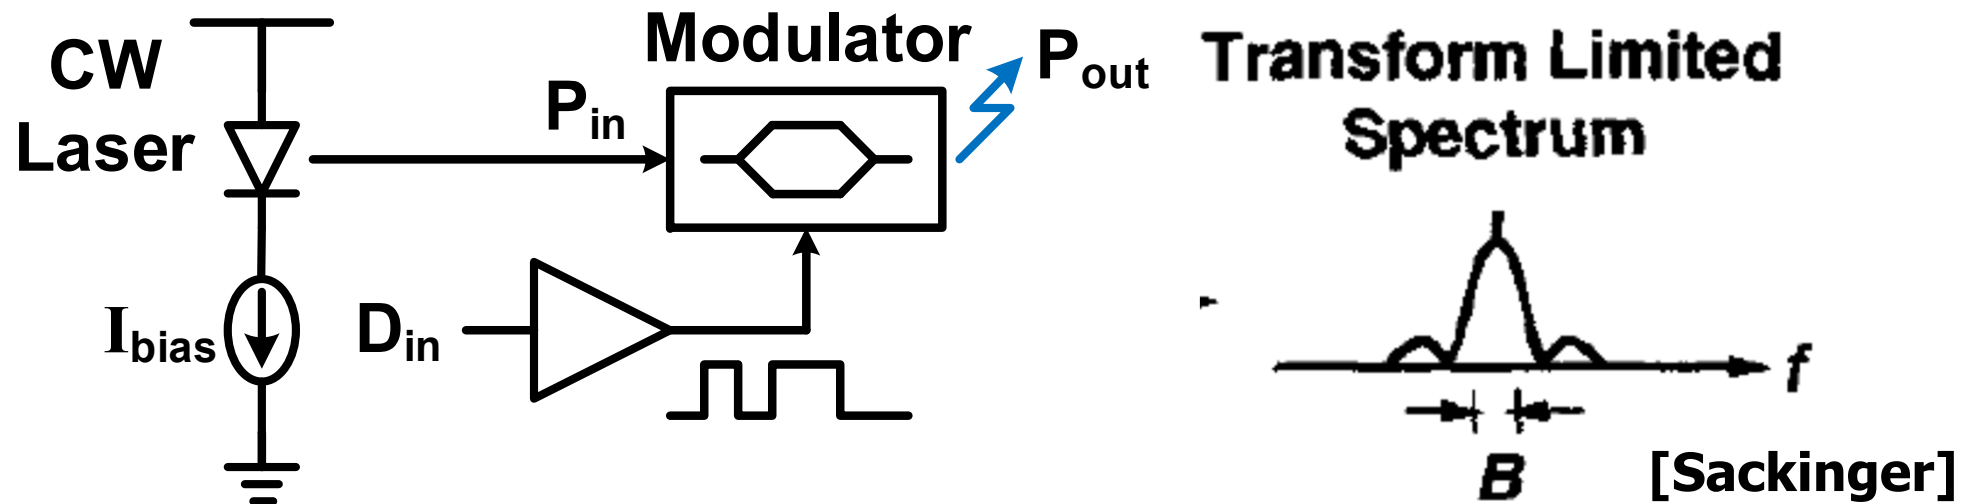 CW
Laser
Modulator
Pin
Pout
Ibias
Din
Transform Limited
Spectrum
f
B
[Sackinger]